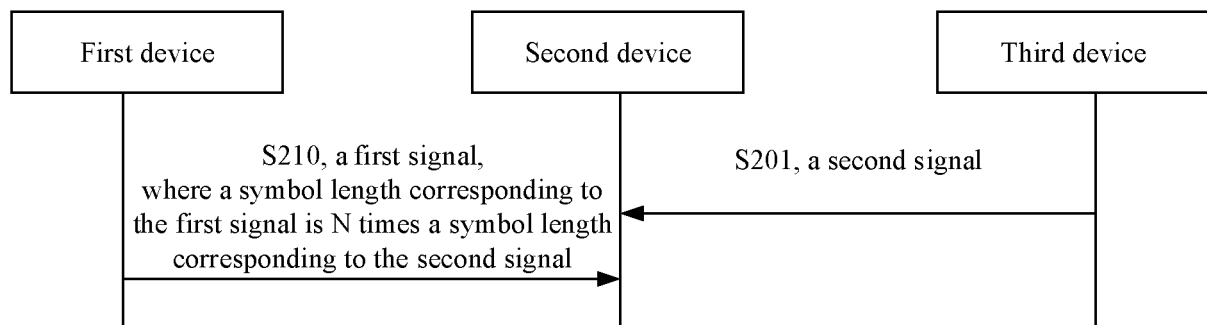 First device
Second device
Third device
S210, a first signal,
where a symbol length corresponding to
the first signal is N times a symbol length
corresponding to the second signal
S201, a second signal